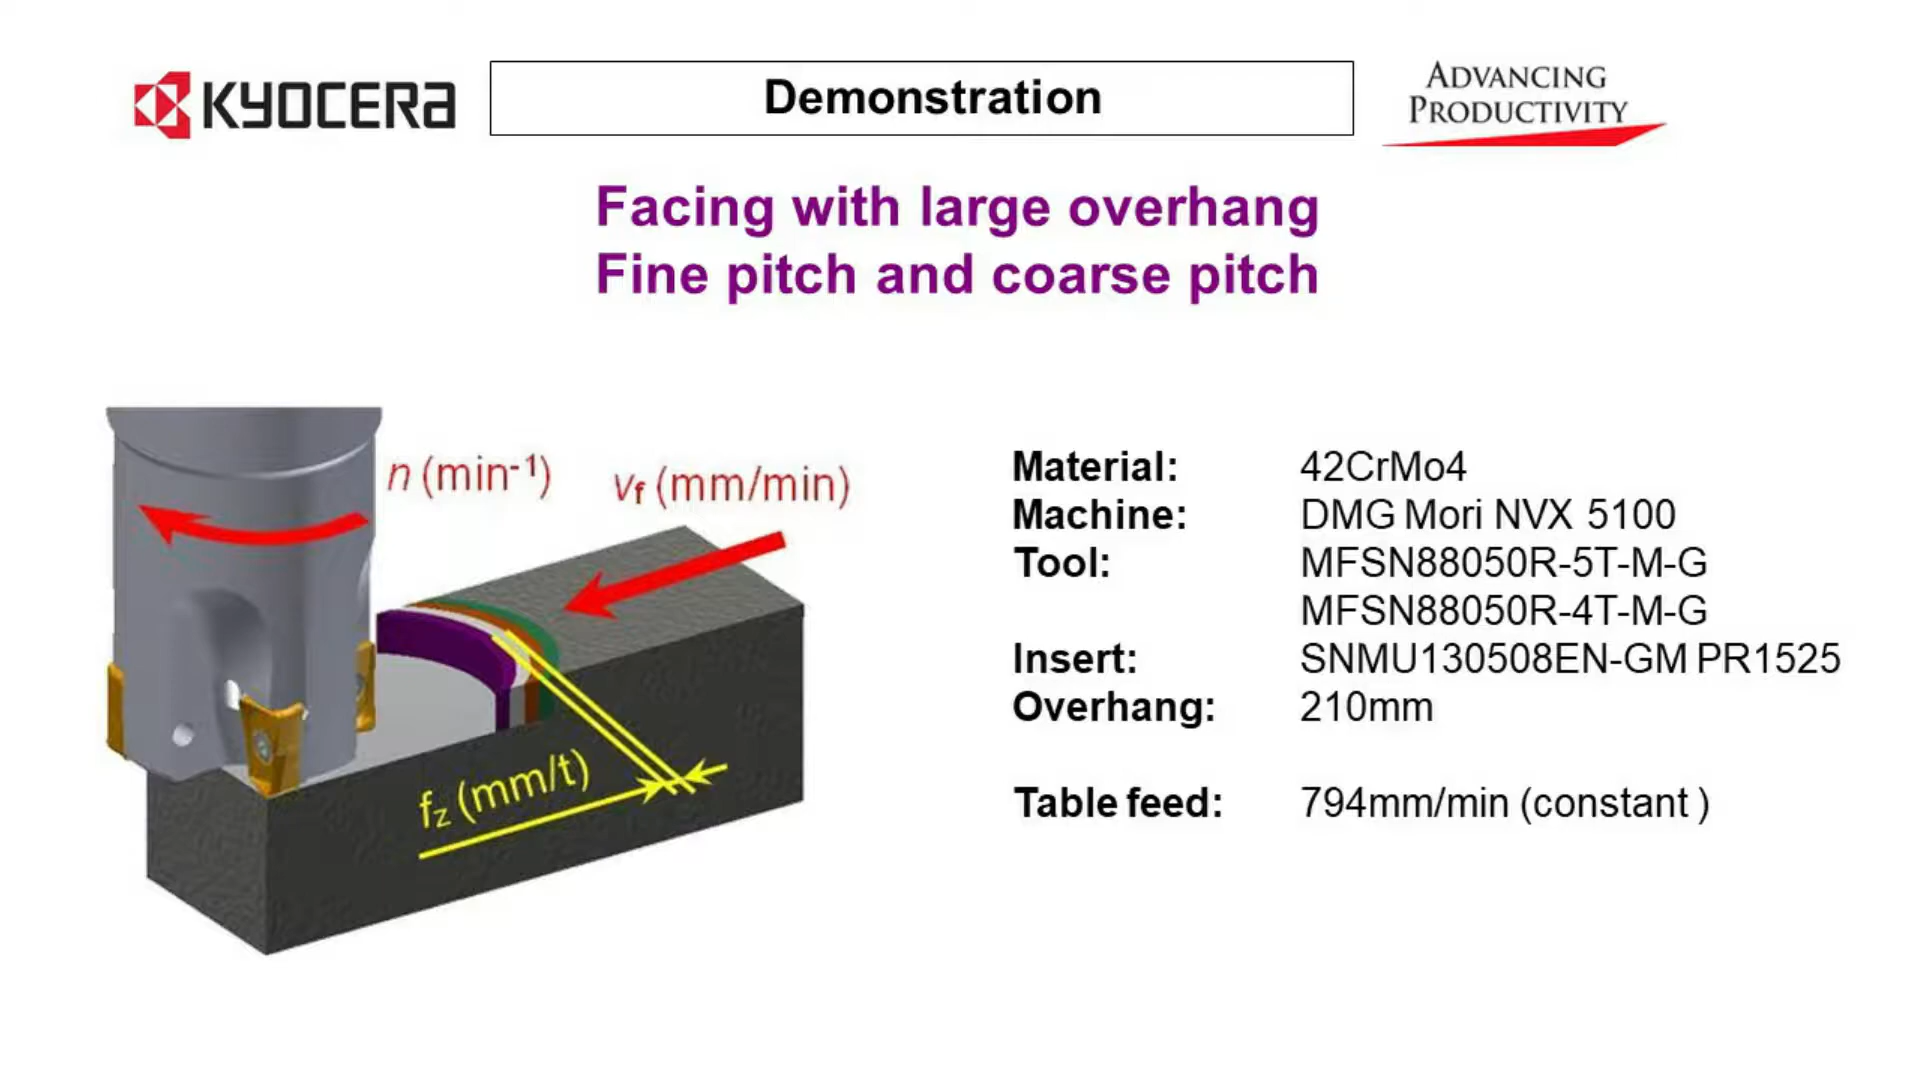 KYOCERA
Demonstration
ADVANCING
PRODUCTIVITY
Facing with large overhang
Fine pitch and coarse pitch
n (min-1)
vf (mm/min)
fz (mm/t)
Material: 42CrMo4
Machine: DMG Mori NVX 5100
Tool: MFSN88050R-5T-M-G
MFSN88050R-4T-M-G
Insert: SNMU130508EN-GM PR1525
Overhang: 210mm
Table feed: 794mm/min (constant )